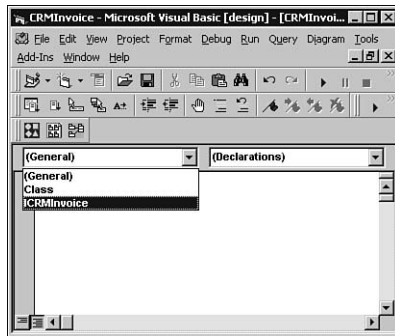 CRMInvoice - Microsoft Visual Basic [design] - [CRMInvoi...
File Edit View Project Format Debug Run Query Diagram Tools
Add-Ins Window Help
(General) (Declarations)
(General)
Class
ICRMInvoice